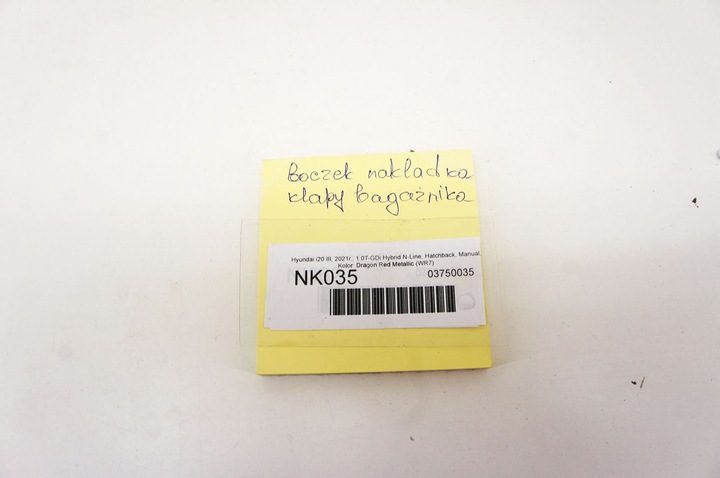 Boczek nakładka
klapy bagażnika
Hyundai i20 III, 2021r., 1.0T-GDi Hybrid N-Line, Hatchback, Manual,
Kolor: Dragon Red Metallic (WR7)
NK035
03750035